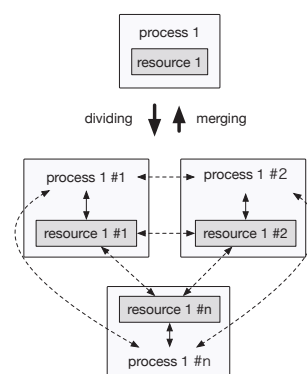 process 1
resource 1
dividing merging
process 1 #1 process 1 #2
resource 1 #1 resource 1 #2
resource 1 #n
process 1 #n